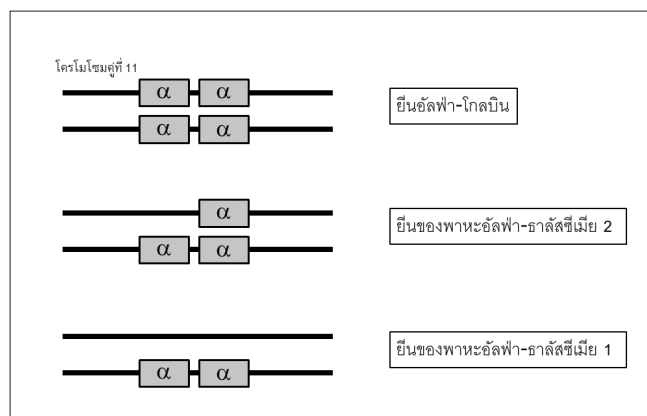 โครโมโซมคู่ที่ 11
α α
α α
ยีนอัลฟ่า-โกลบิน
α
α α
ยีนของพาหะอัลฟ่า-ธาลัสซีเมีย 2
α α
ยีนของพาหะอัลฟ่า-ธาลัสซีเมีย 1